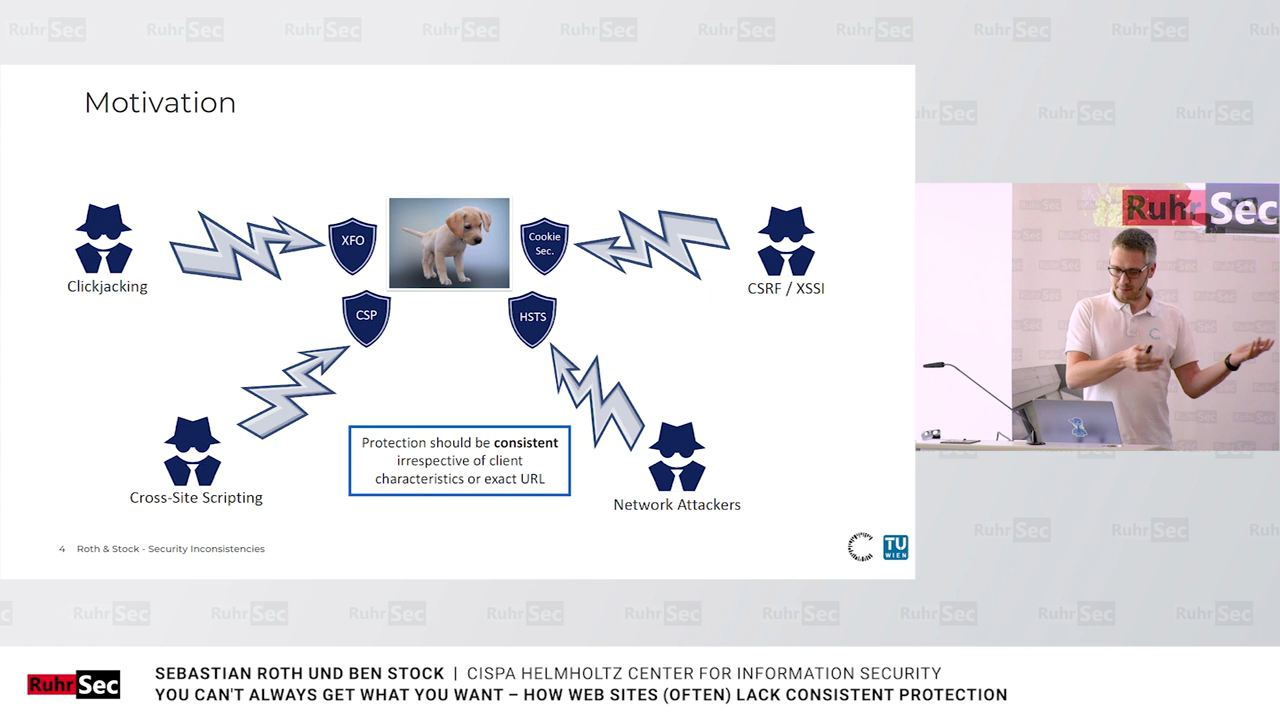 Motivation
XFO
Cookie
Sec.
Clickjacking
CSRF / XSSI
CSP
HSTS
Protection should be consistent
irrespective of client
characteristics or exact URL
Cross-Site Scripting
Network Attackers
4 Roth & Stock - Security Inconsistencies
TU
WIEN
RuhrSec
RuhrSec
SEBASTIAN ROTH UND BEN STOCK | CISPA HELMHOLTZ CENTER FOR INFORMATION SECURITY
YOU CAN'T ALWAYS GET WHAT YOU WANT – HOW WEB SITES (OFTEN) LACK CONSISTENT PROTECTION